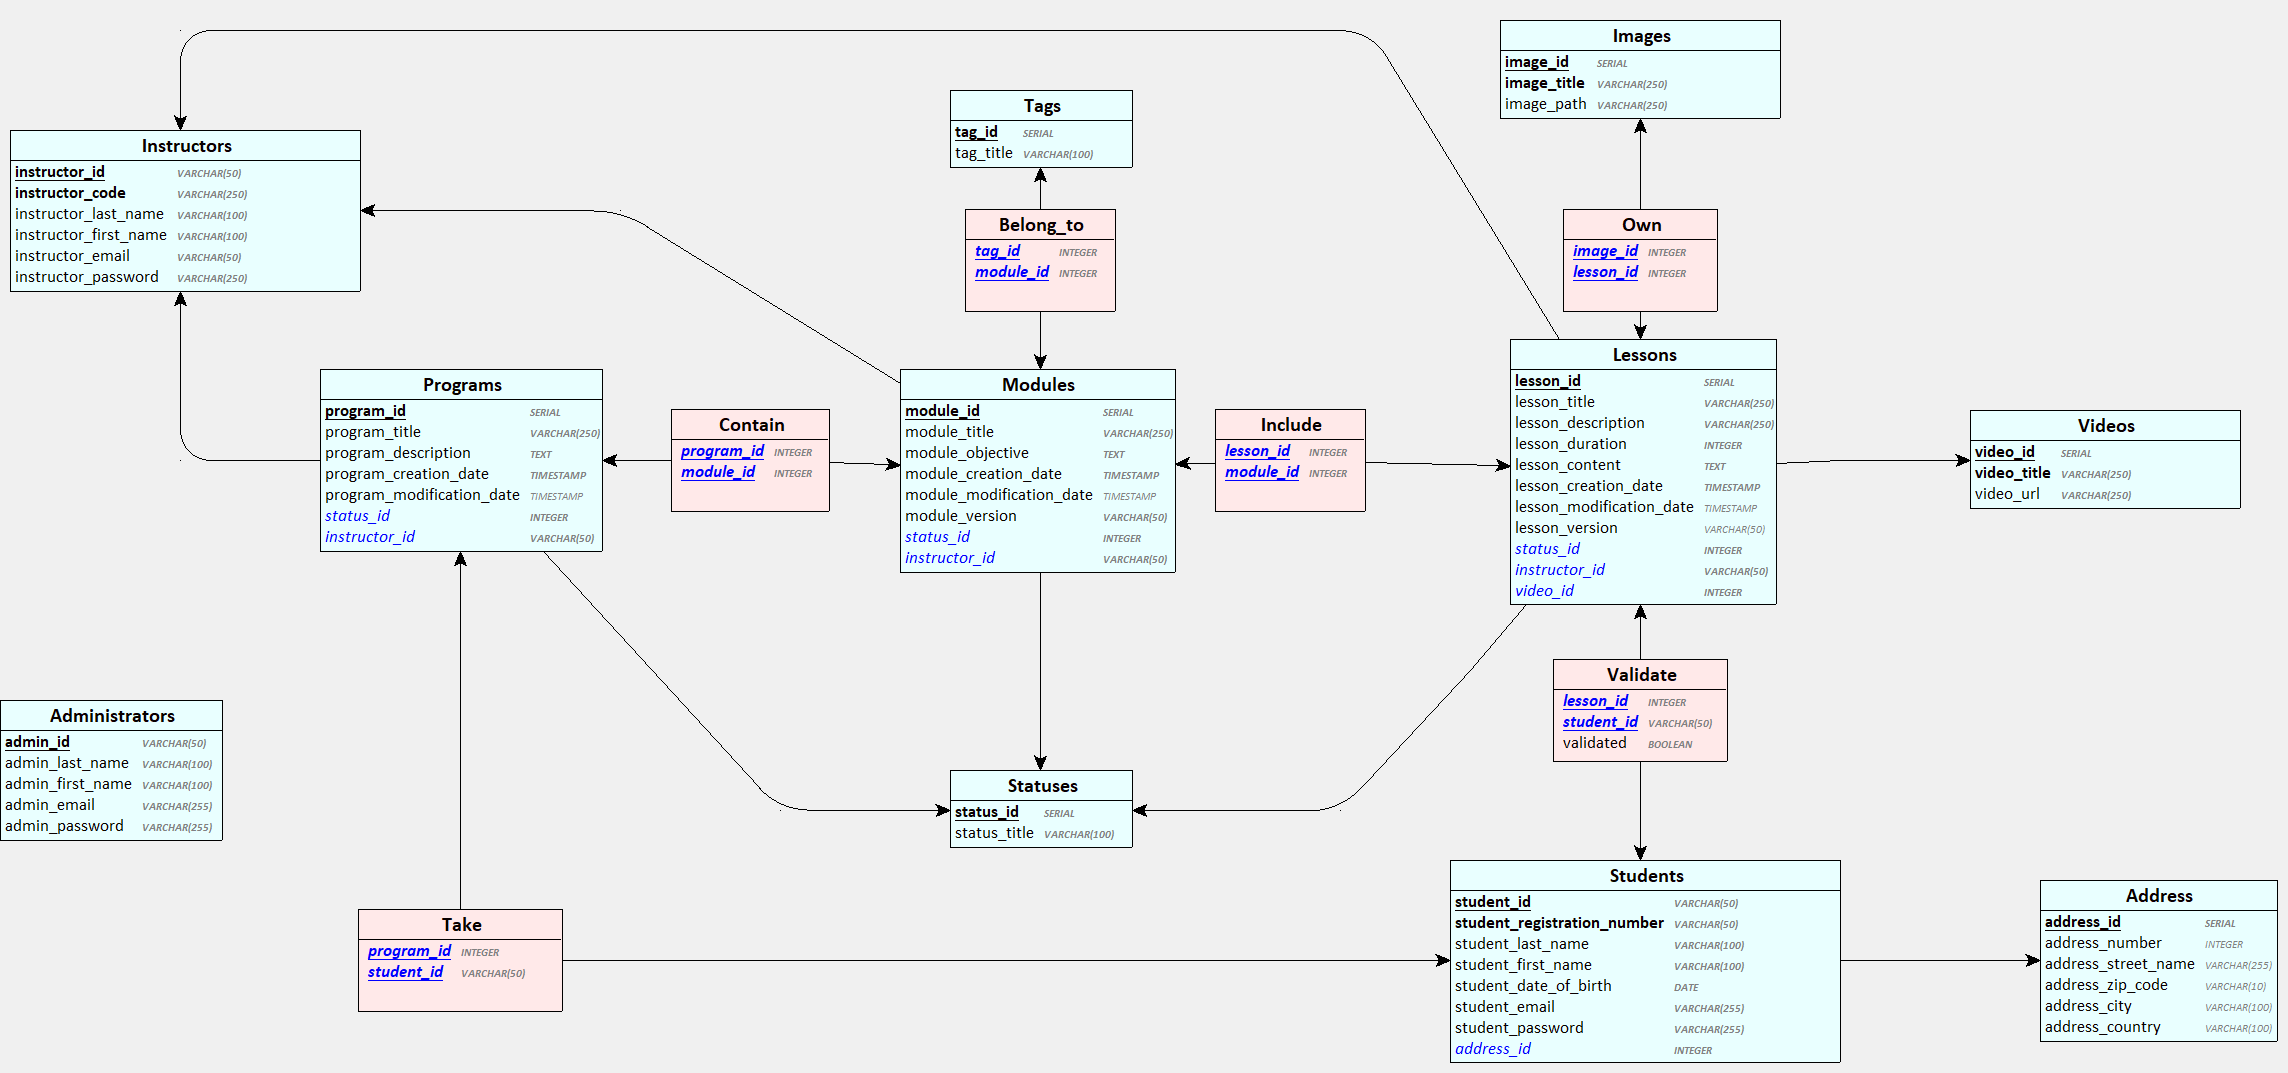 Images
image_id SERIAL
image_title VARCHAR(250)
image_path VARCHAR(250)
Tags
tag_id SERIAL
tag_title VARCHAR(100)
Instructors
instructor_id VARCHAR(50)
instructor_code VARCHAR(250)
instructor_last_name VARCHAR(100)
instructor_first_name VARCHAR(100)
instructor_email VARCHAR(50)
instructor_password VARCHAR(250)
Belong_to
tag_id INTEGER
module_id INTEGER
Own
image_id INTEGER
lesson_id INTEGER
Programs
program_id SERIAL
program_title VARCHAR(250)
program_description TEXT
program_creation_date TIMESTAMP
program_modification_date TIMESTAMP
status_id INTEGER
instructor_id VARCHAR(50)
Contain
program_id INTEGER
module_id INTEGER
Modules
module_id SERIAL
module_title VARCHAR(250)
module_objective TEXT
module_creation_date TIMESTAMP
module_modification_date TIMESTAMP
module_version VARCHAR(50)
status_id INTEGER
instructor_id VARCHAR(50)
Include
lesson_id INTEGER
module_id INTEGER
Lessons
lesson_id SERIAL
lesson_title VARCHAR(250)
lesson_description VARCHAR(250)
lesson_duration INTEGER
lesson_content TEXT
lesson_creation_date TIMESTAMP
lesson_modification_date TIMESTAMP
lesson_version VARCHAR(50)
status_id INTEGER
instructor_id VARCHAR(50)
video_id INTEGER
Videos
video_id SERIAL
video_title VARCHAR(250)
video_url VARCHAR(250)
Administrators
admin_id VARCHAR(50)
admin_last_name VARCHAR(100)
admin_first_name VARCHAR(100)
admin_email VARCHAR(255)
admin_password VARCHAR(255)
Statuses
status_id SERIAL
status_title VARCHAR(100)
Validate
lesson_id INTEGER
student_id VARCHAR(50)
validated BOOLEAN
Take
program_id INTEGER
student_id VARCHAR(50)
Students
student_id VARCHAR(50)
student_registration_number VARCHAR(50)
student_last_name VARCHAR(100)
student_first_name VARCHAR(100)
student_date_of_birth DATE
student_email VARCHAR(255)
student_password VARCHAR(255)
address_id INTEGER
Address
address_id SERIAL
address_number INTEGER
address_street_name VARCHAR(255)
address_zip_code VARCHAR(10)
address_city VARCHAR(100)
address_country VARCHAR(100)